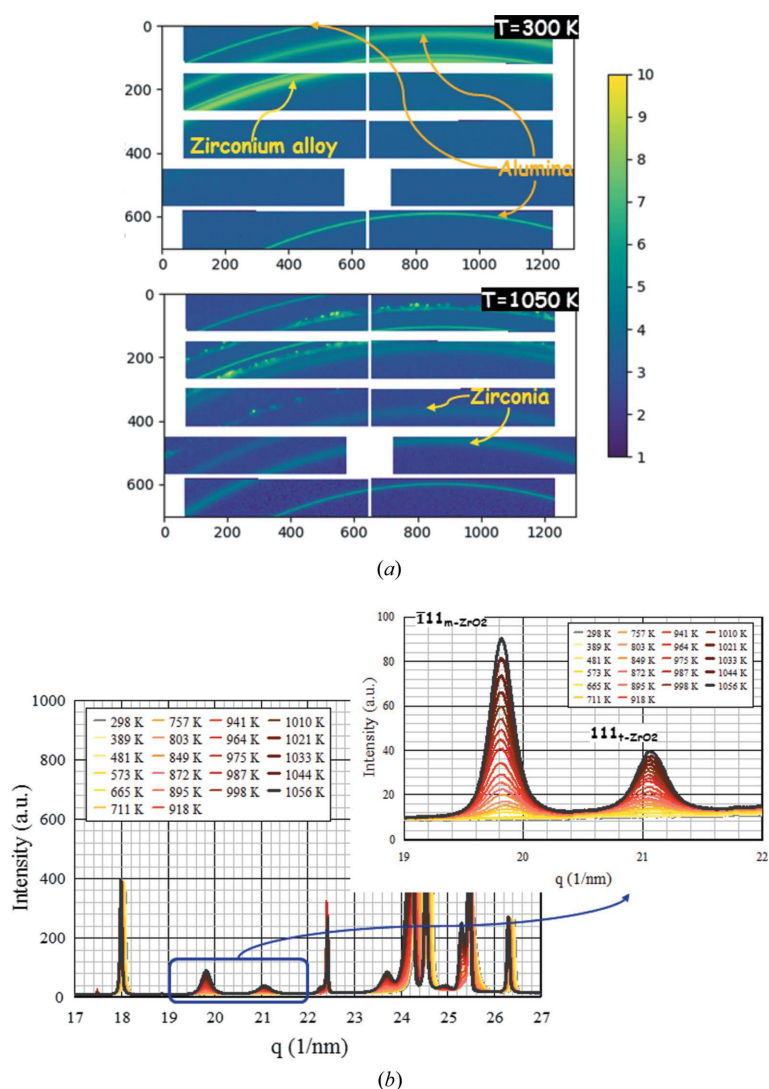 T=300 K
0
200
400
600
Zirconium alloy
Alumina
0 200 400 600 800 1000 1200
T=1050 K
0
200
400
600
Zirconia
0 200 400 600 800 1000 1200
10
9
8
7
6
5
4
3
2
1
(a)
1̅11m-ZrO2
111t-ZrO2
298 K 757 K 941 K 1010 K
389 K 803 K 964 K 1021 K
481 K 849 K 975 K 1033 K
573 K 872 K 987 K 1044 K
665 K 895 K 998 K 1056 K
711 K 918 K
Intensity (a.u.)
100
80
60
40
20
0
19 20 21 22
q (1/nm)
Intensity (a.u.)
1000
800
600
400
200
0
298 K 757 K 941 K 1010 K
389 K 803 K 964 K 1021 K
481 K 849 K 975 K 1033 K
573 K 872 K 987 K 1044 K
665 K 895 K 998 K 1056 K
711 K 918 K
17 18 19 20 21 22 23 24 25 26 27
q (1/nm)
(b)